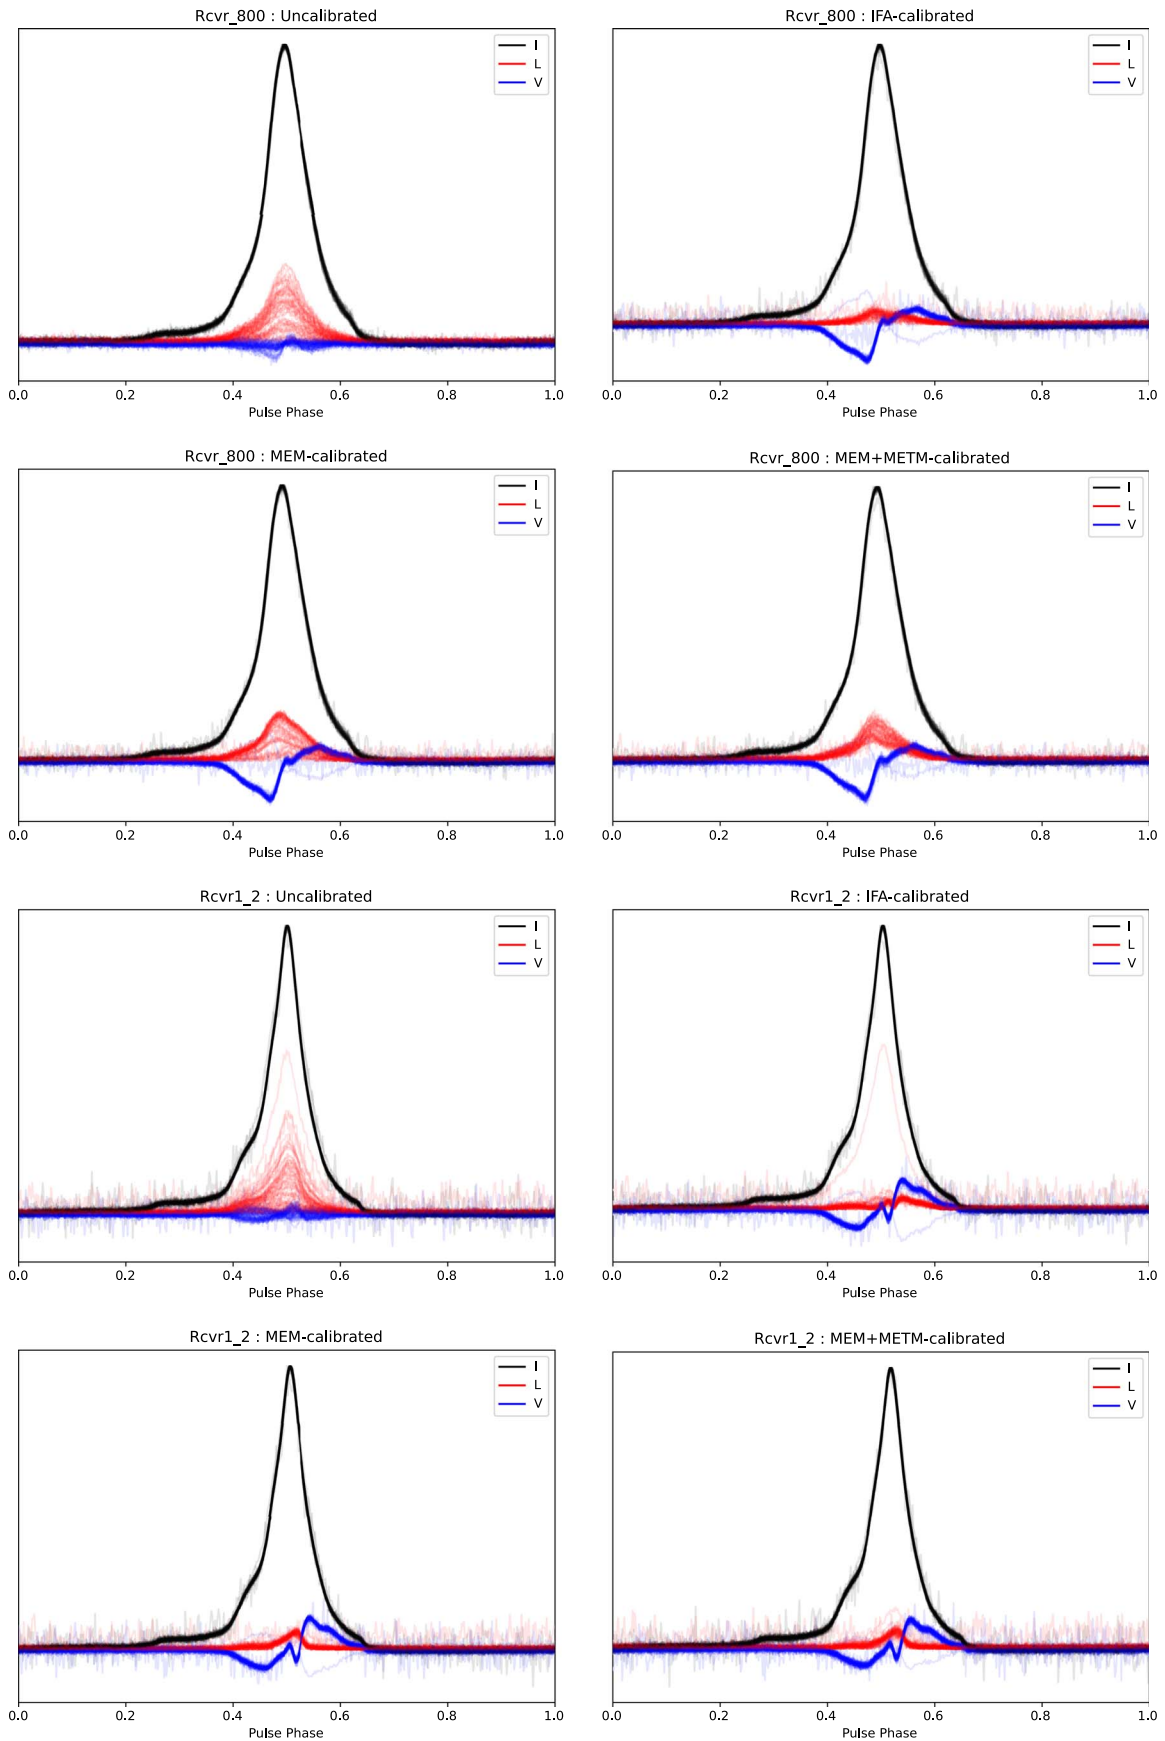 Rcvr_800 : Uncalibrated
I
L
V
0.0 0.2 0.4 0.6 0.8 1.0
Pulse Phase
Rcvr_800 : IFA-calibrated
I
L
V
0.0 0.2 0.4 0.6 0.8 1.0
Pulse Phase
Rcvr_800 : MEM-calibrated
I
L
V
0.0 0.2 0.4 0.6 0.8 1.0
Pulse Phase
Rcvr_800 : MEM+METM-calibrated
I
L
V
0.0 0.2 0.4 0.6 0.8 1.0
Pulse Phase
Rcvr1_2 : Uncalibrated
I
L
V
0.0 0.2 0.4 0.6 0.8 1.0
Pulse Phase
Rcvr1_2 : IFA-calibrated
I
L
V
0.0 0.2 0.4 0.6 0.8 1.0
Pulse Phase
Rcvr1_2 : MEM-calibrated
I
L
V
0.0 0.2 0.4 0.6 0.8 1.0
Pulse Phase
Rcvr1_2 : MEM+METM-calibrated
I
L
V
0.0 0.2 0.4 0.6 0.8 1.0
Pulse Phase